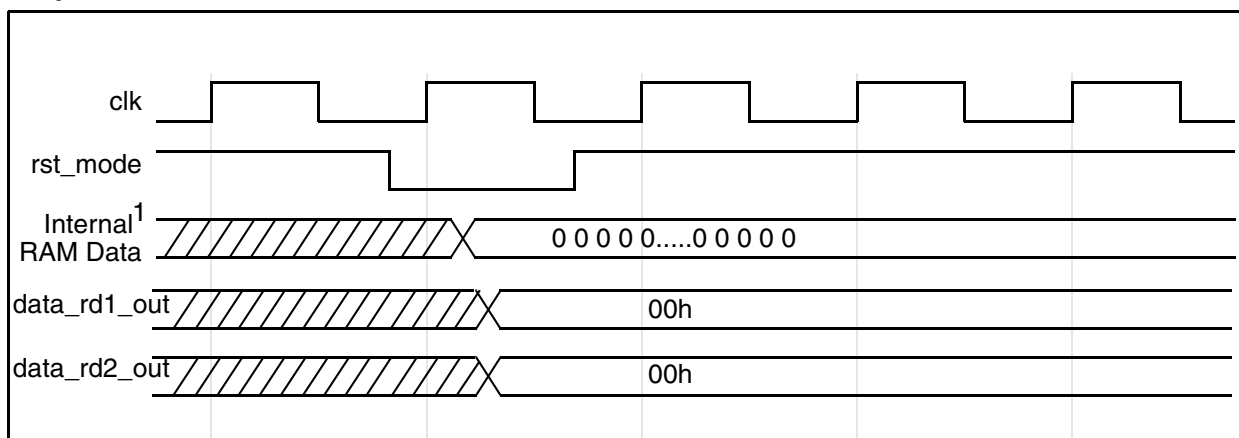 clk
rst_mode
Internal1
RAM Data
0 0 0 0 0.....0 0 0 0 0
data_rd1_out
00h
data_rd2_out
00h